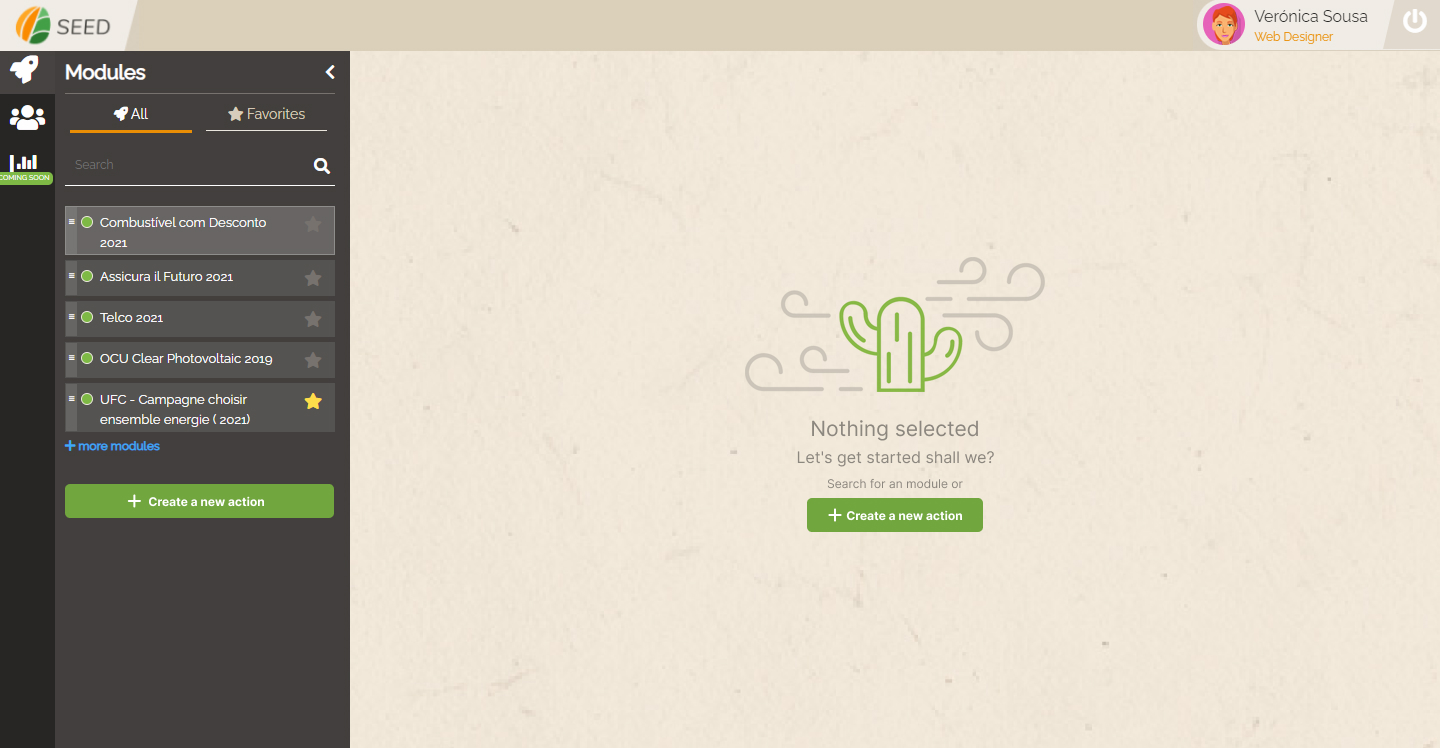 SEED
Verónica Sousa
Web Designer
Modules
All
Favorites
Search
COMING SOON
Combustível com Desconto
2021
Assicura il Futuro 2021
Telco 2021
OCU Clear Photovoltaic 2019
UFC - Campagne choisir
ensemble energie ( 2021)
+ more modules
+ Create a new action
Nothing selected
Let's get started shall we?
Search for an module or
+ Create a new action